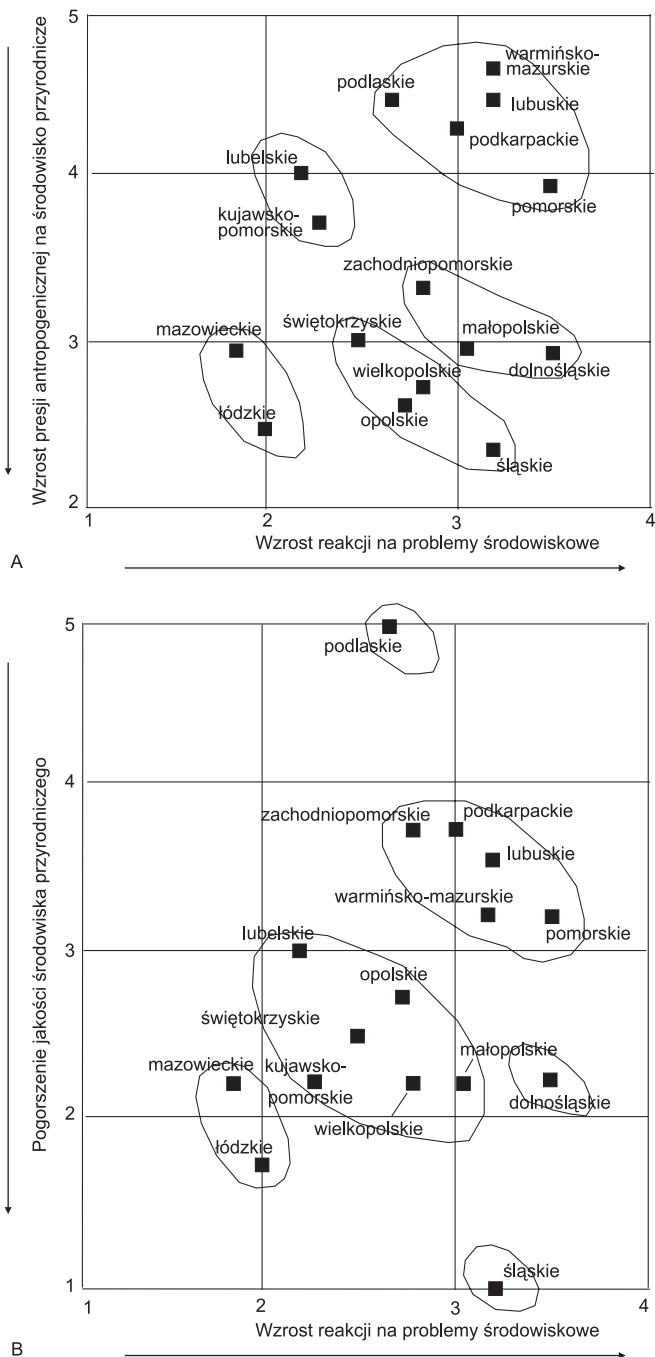 5
warmińsko-
mazurskie
podlaskie
lubuskie
podkarpackie
lubelskie
4
kujawsko-
pomorskie
pomorskie
zachodniopomorskie
świętokrzyskie
małopolskie
mazowieckie
3
wielkopolskie
dolnośląskie
łódzkie
opolskie
śląskie
2
1
2
3
4
Wzrost presji antropogenicznej na środowisko przyrodnicze
Wzrost reakcji na problemy środowiskowe
A
5
podlaskie
4
zachodniopomorskie
podkarpackie
lubuskie
warmińsko-mazurskie
pomorskie
lubelskie
3
opolskie
świętokrzyskie
małopolskie
mazowieckie
kujawsko-
pomorskie
dolnośląskie
2
wielkopolskie
łódzkie
śląskie
1
1
2
3
4
Pogorszenie jakości środowiska przyrodniczego
Wzrost reakcji na problemy środowiskowe
B